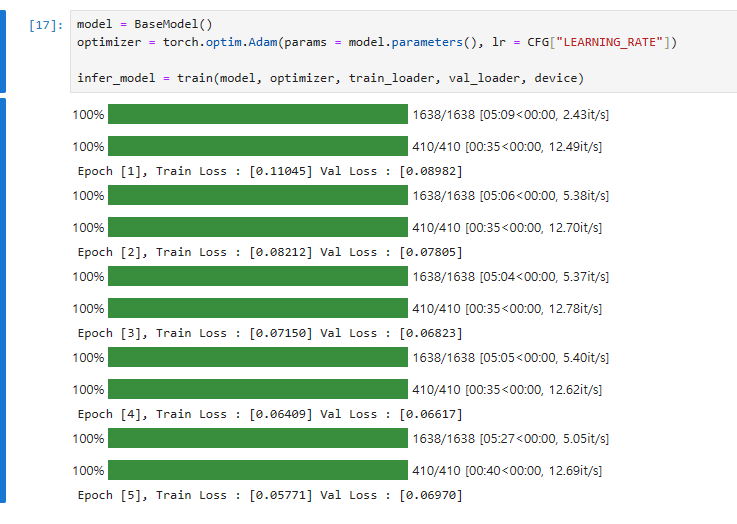 [17]: model = BaseModel()
optimizer = torch.optim.Adam(params = model.parameters(), lr = CFG["LEARNING_RATE"])
infer_model = train(model, optimizer, train_loader, val_loader, device)
100% 1638/1638 [05:09<00:00, 2.43it/s]
100% 410/410 [00:35<00:00, 12.49it/s]
Epoch [1], Train Loss : [0.11045] Val Loss : [0.08982]
100% 1638/1638 [05:06<00:00, 5.38it/s]
100% 410/410 [00:35<00:00, 12.70it/s]
Epoch [2], Train Loss : [0.08212] Val Loss : [0.07805]
100% 1638/1638 [05:04<00:00, 5.37it/s]
100% 410/410 [00:35<00:00, 12.78it/s]
Epoch [3], Train Loss : [0.07150] Val Loss : [0.06823]
100% 1638/1638 [05:05<00:00, 5.40it/s]
100% 410/410 [00:35<00:00, 12.62it/s]
Epoch [4], Train Loss : [0.06409] Val Loss : [0.06617]
100% 1638/1638 [05:27<00:00, 5.05it/s]
100% 410/410 [00:40<00:00, 12.69it/s]
Epoch [5], Train Loss : [0.05771] Val Loss : [0.06970]